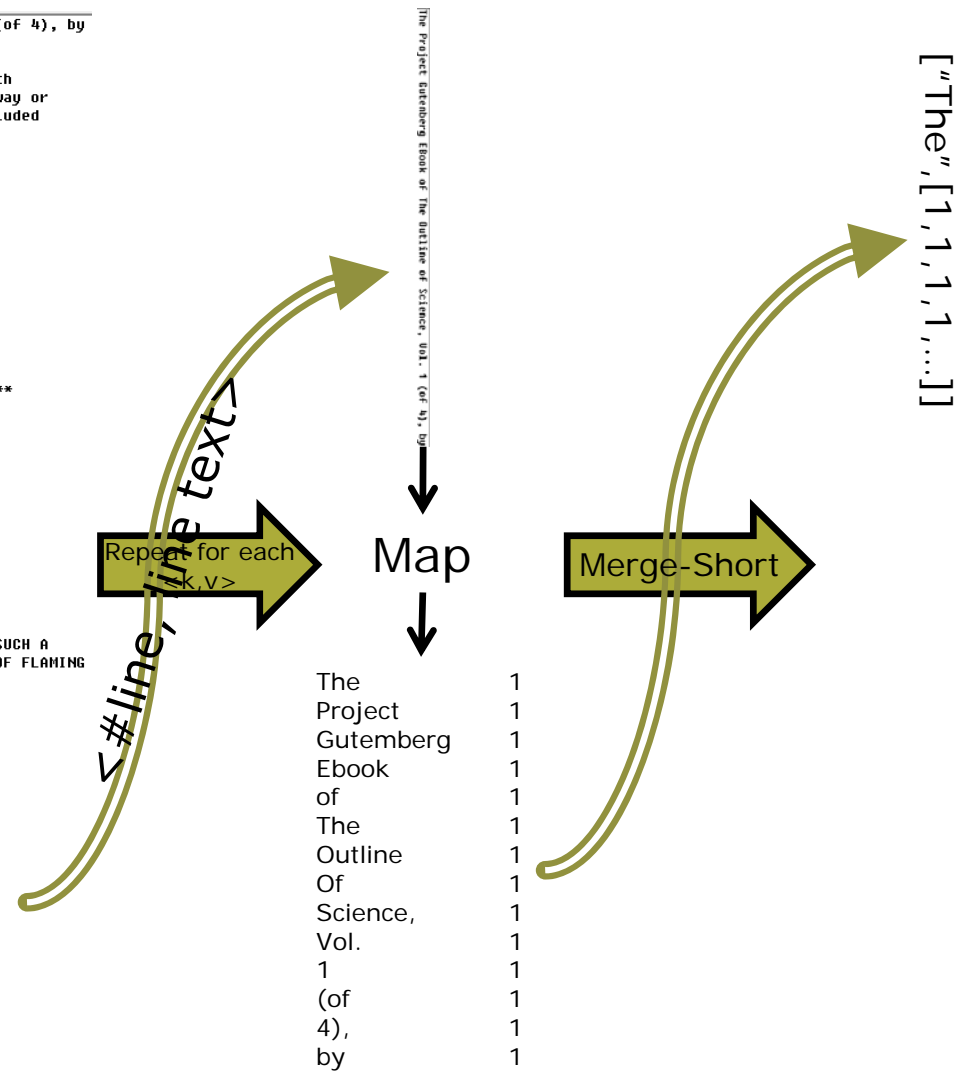 (of 4), by
th
way or
luded
**
SUCH A
OF FLAMING
<#line, line text>
Repeat for each
<k,v>
The Project Gutenberg EBook of The Outline of Science, Vol. 1 (of 4), by
Map
The 1
Project 1
Gutemberg 1
Ebook 1
of 1
The 1
Outline 1
Of 1
Science, 1
Vol. 1
1 1
(of 1
4), 1
by 1
Merge-Short
["The",[1,1,1,1,1,...]]